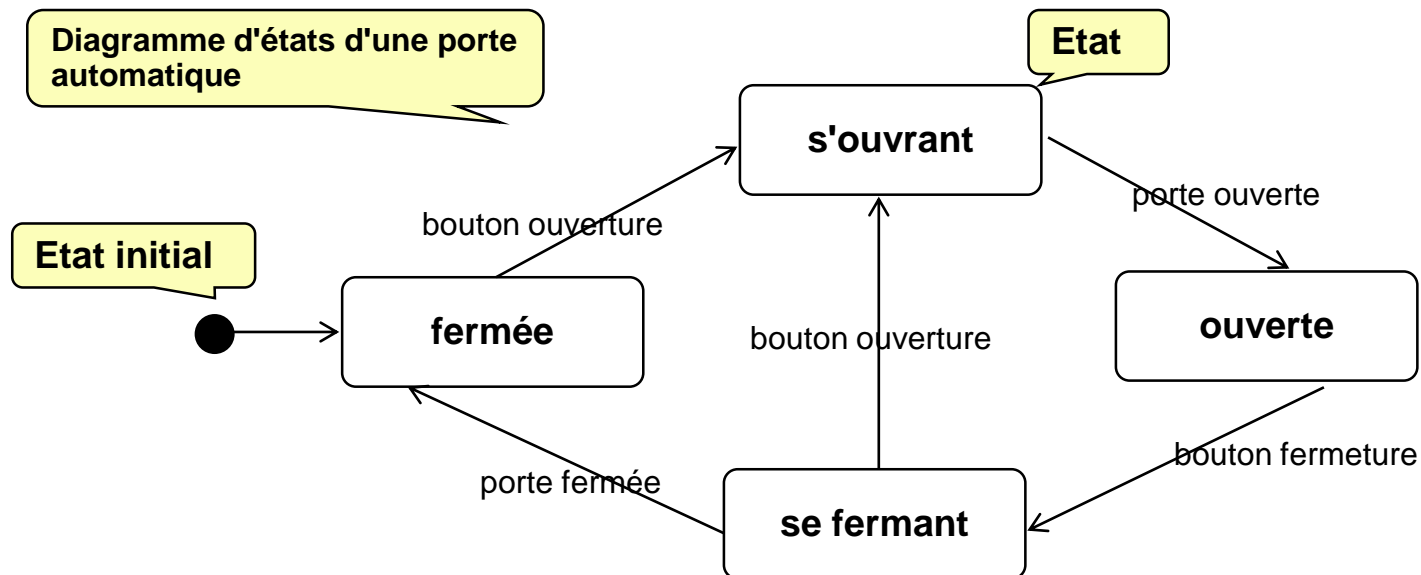 Diagramme d'états d'une porte
automatique
Etat
s'ouvrant
porte ouverte
bouton ouverture
Etat initial
fermée
bouton ouverture
ouverte
bouton fermeture
porte fermée
se fermant